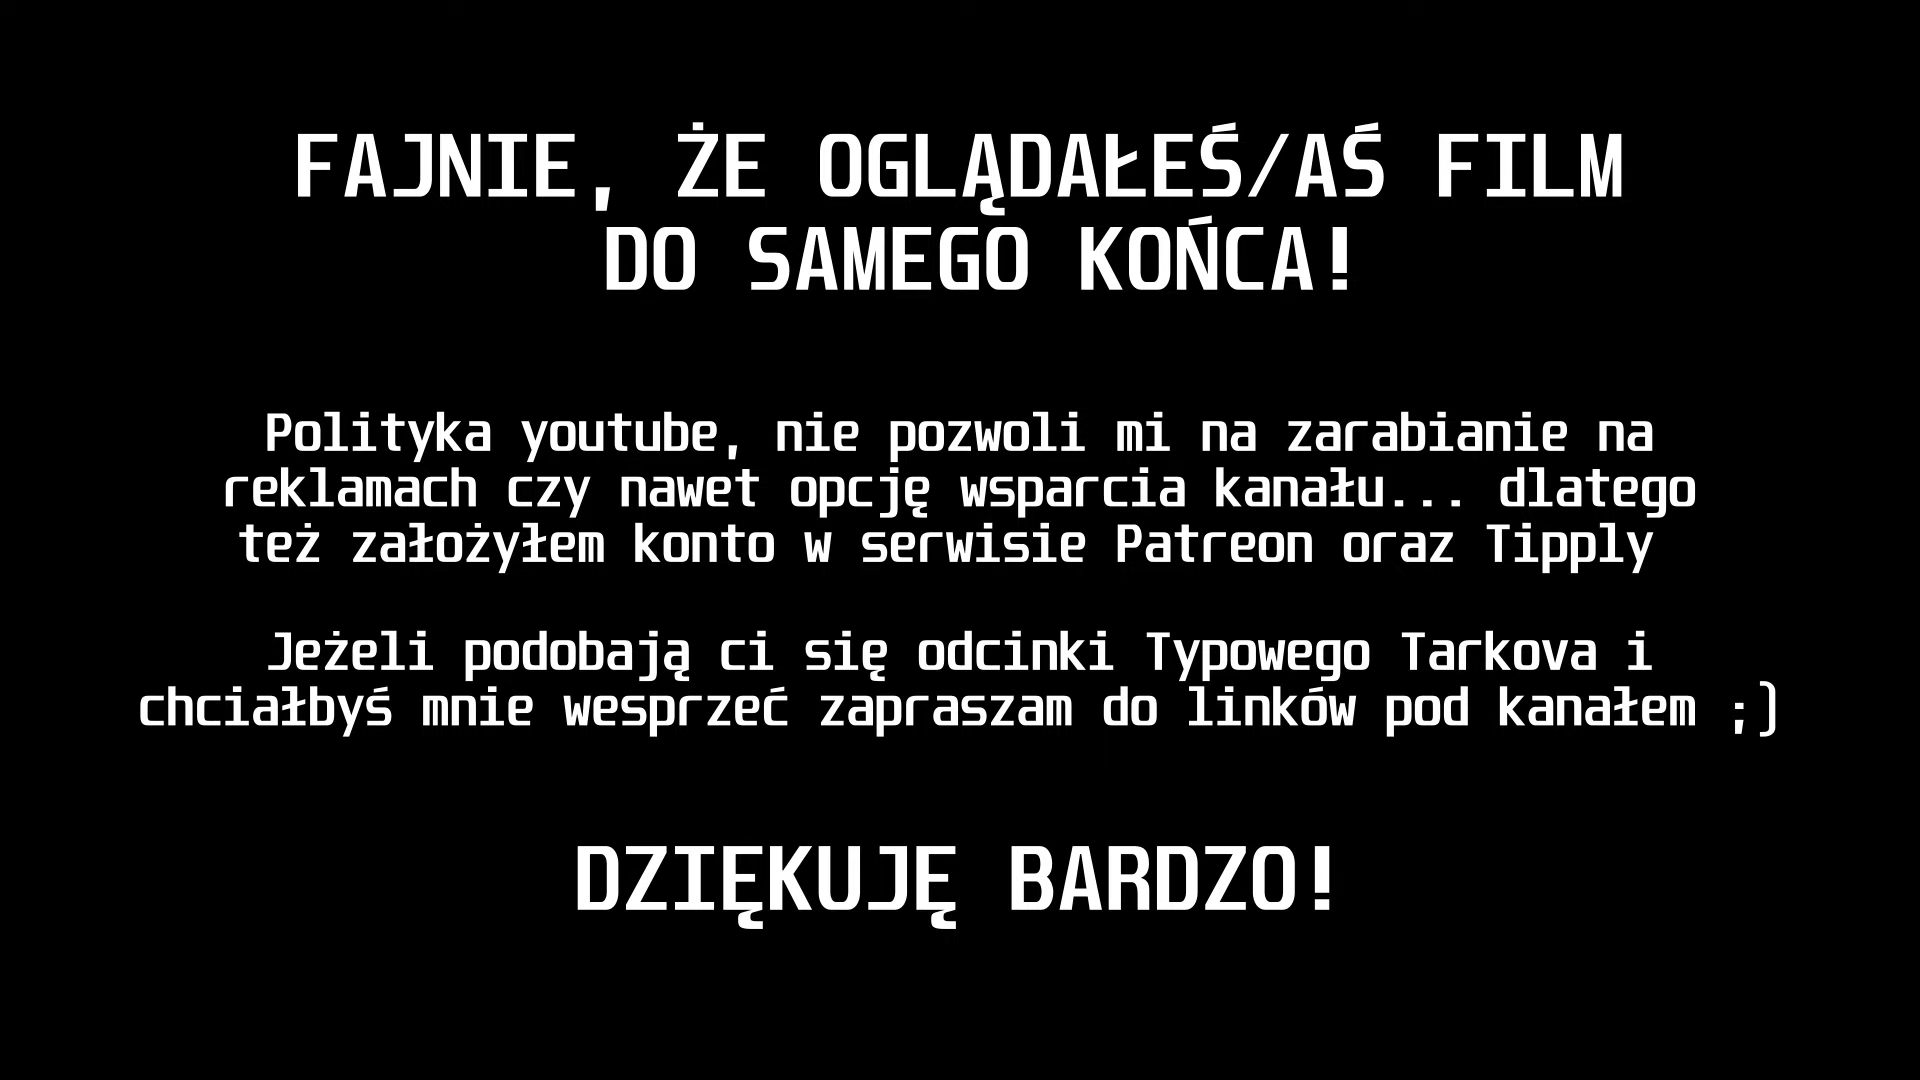 FAJNIE, ŻE OGLĄDAŁEŚ/AŚ FILM
DO SAMEGO KOŃCA!
Polityka youtube, nie pozwoli mi na zarabianie na
reklamach czy nawet opcję wsparcia kanału... dlatego
też założyłem konto w serwisie Patreon oraz Tipply
Jeżeli podobają ci się odcinki Typowego Tarkova i
chciałbyś mnie wesprzeć zapraszam do linków pod kanałem ;)
DZIĘKUJĘ BARDZO!